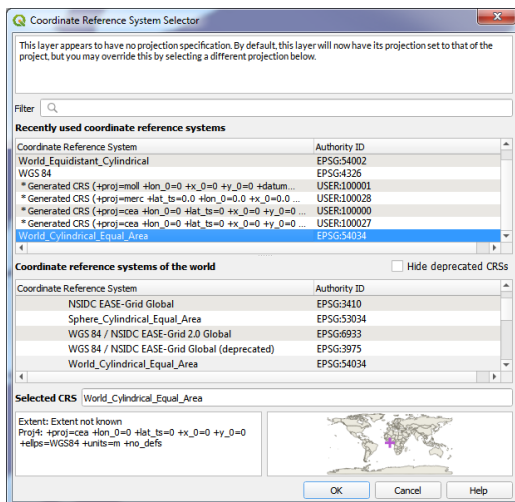 Coordinate Reference System Selector
This layer appears to have no projection specification. By default, this layer will now have its projection set to that of the
project, but you may override this by selecting a different projection below.
Filter
Recently used coordinate reference systems
Coordinate Reference System Authority ID
World_Equidistant_Cylindrical EPSG:54002
WGS 84 EPSG:4326
* Generated CRS (+proj=moll +lon_0=0 +x_0=0 +y_0=0 +datum... USER:100001
* Generated CRS (+proj=merc +lat_ts=0.0 +lon_0=0.0 +x_0=0.0 ... USER:100028
* Generated CRS (+proj=cea +lon_0=0 +lat_ts=0 +x_0=0 +y_0=0 ... USER:100000
* Generated CRS (+proj=cea +lon_0=0 +lat_ts=0 +x_0=0 +y_0=0 ... USER:100027
World_Cylindrical_Equal_Area EPSG:54034
Coordinate reference systems of the world Hide deprecated CRSs
Coordinate Reference System Authority ID
NSIDC EASE-Grid Global EPSG:3410
Sphere_Cylindrical_Equal_Area EPSG:53034
WGS 84 / NSIDC EASE-Grid 2.0 Global EPSG:6933
WGS 84 / NSIDC EASE-Grid Global (deprecated) EPSG:3975
World_Cylindrical_Equal_Area EPSG:54034
Selected CRS World_Cylindrical_Equal_Area
Extent: Extent not known
Proj4: +proj=cea +lon_0=0 +lat_ts=0 +x_0=0 +y_0=0
+ellps=WGS84 +units=m +no_defs
OK Cancel Help